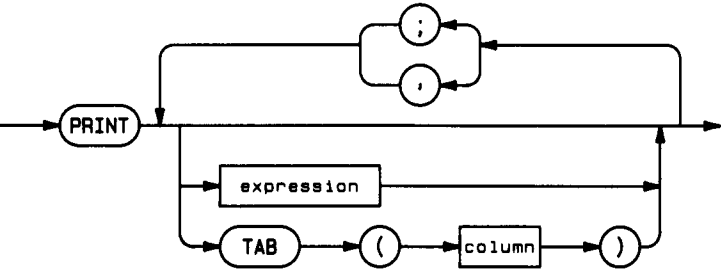 ;
,
PRINT
expression
TAB ( column )